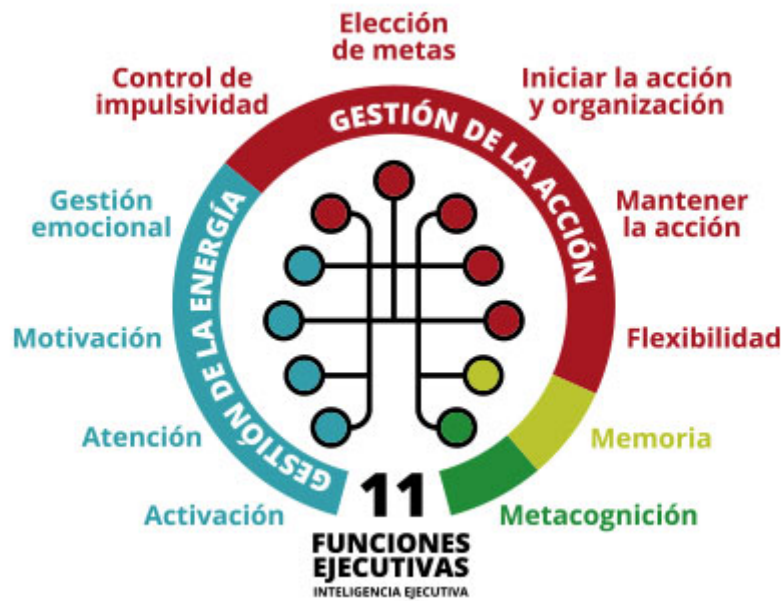 Elección
de metas
Control de
impulsividad
Iniciar la acción
y organización
GESTIÓN DE LA ACCIÓN
Gestión
emocional
Mantener
la acción
GESTIÓN DE LA ENERGÍA
Motivación
Flexibilidad
Atención
Memoria
Activación
Metacognición
11
FUNCIONES
EJECUTIVAS
INTELIGENCIA EJECUTIVA